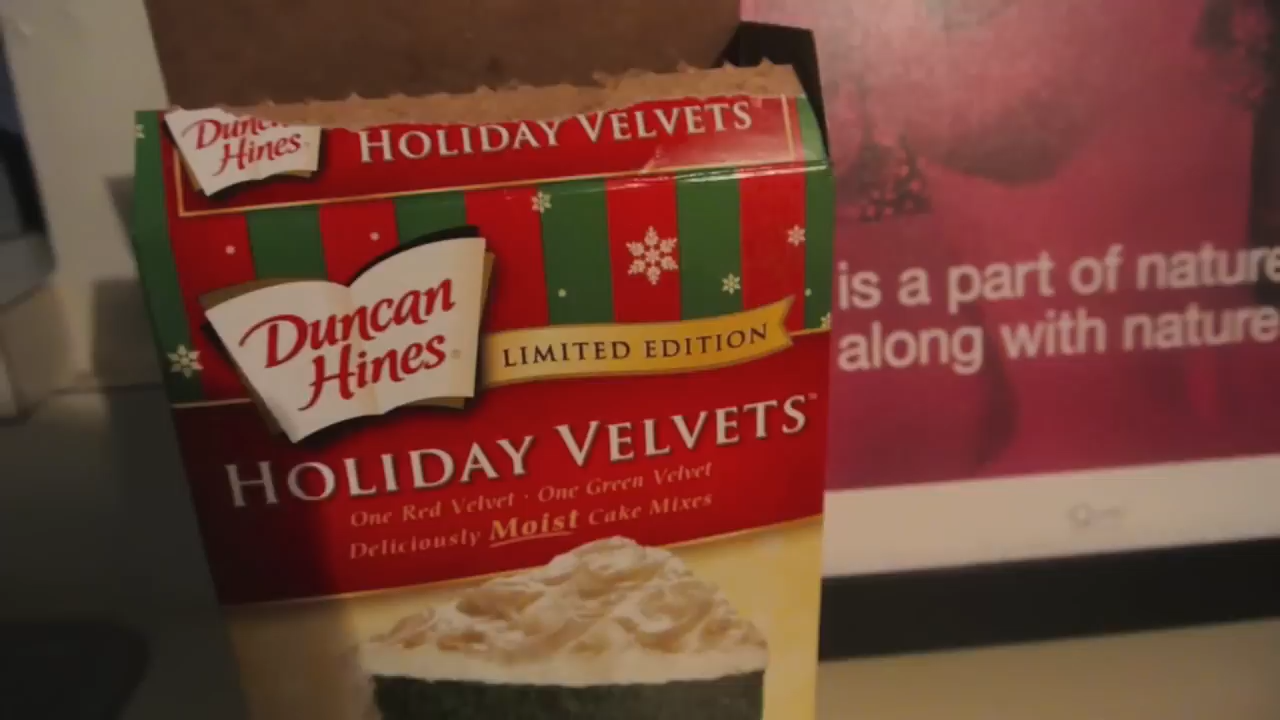 Duncan
Hines
HOLIDAY VELVETS
Duncan
Hines
LIMITED EDITION
HOLIDAY VELVETS™
One Red Velvet · One Green Velvet
Deliciously Moist Cake Mixes
is a part of nature
along with nature